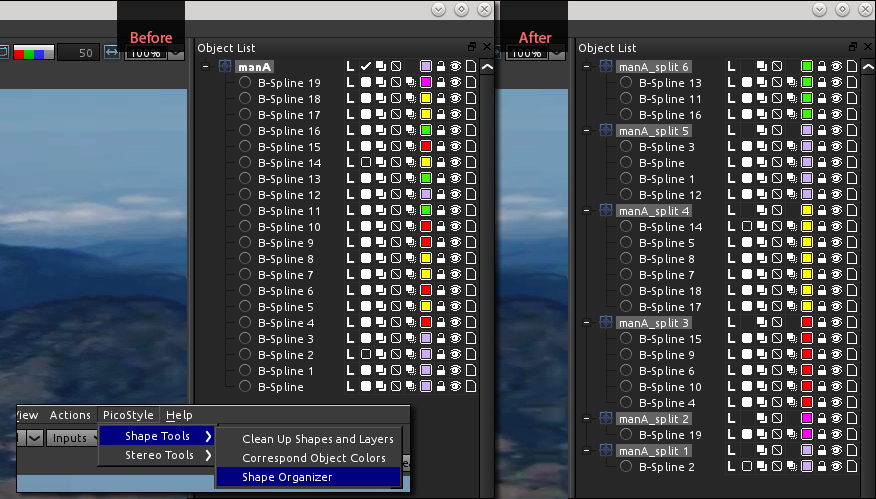 Before
After
50
100%
100%
Object List
manA
B-Spline 19
B-Spline 18
B-Spline 17
B-Spline 16
B-Spline 15
B-Spline 14
B-Spline 13
B-Spline 12
B-Spline 11
B-Spline 10
B-Spline 9
B-Spline 8
B-Spline 7
B-Spline 6
B-Spline 5
B-Spline 4
B-Spline 3
B-Spline 2
B-Spline 1
B-Spline
Object List
manA_split 6
B-Spline 13
B-Spline 11
B-Spline 16
manA_split 5
B-Spline 3
B-Spline
B-Spline 1
B-Spline 12
manA_split 4
B-Spline 14
B-Spline 5
B-Spline 8
B-Spline 7
B-Spline 18
B-Spline 17
manA_split 3
B-Spline 15
B-Spline 9
B-Spline 6
B-Spline 10
B-Spline 4
manA_split 2
B-Spline 19
manA_split 1
B-Spline 2
View Actions PicoStyle Help
Inputs
Shape Tools
Stereo Tools
Clean Up Shapes and Layers
Correspond Object Colors
Shape Organizer